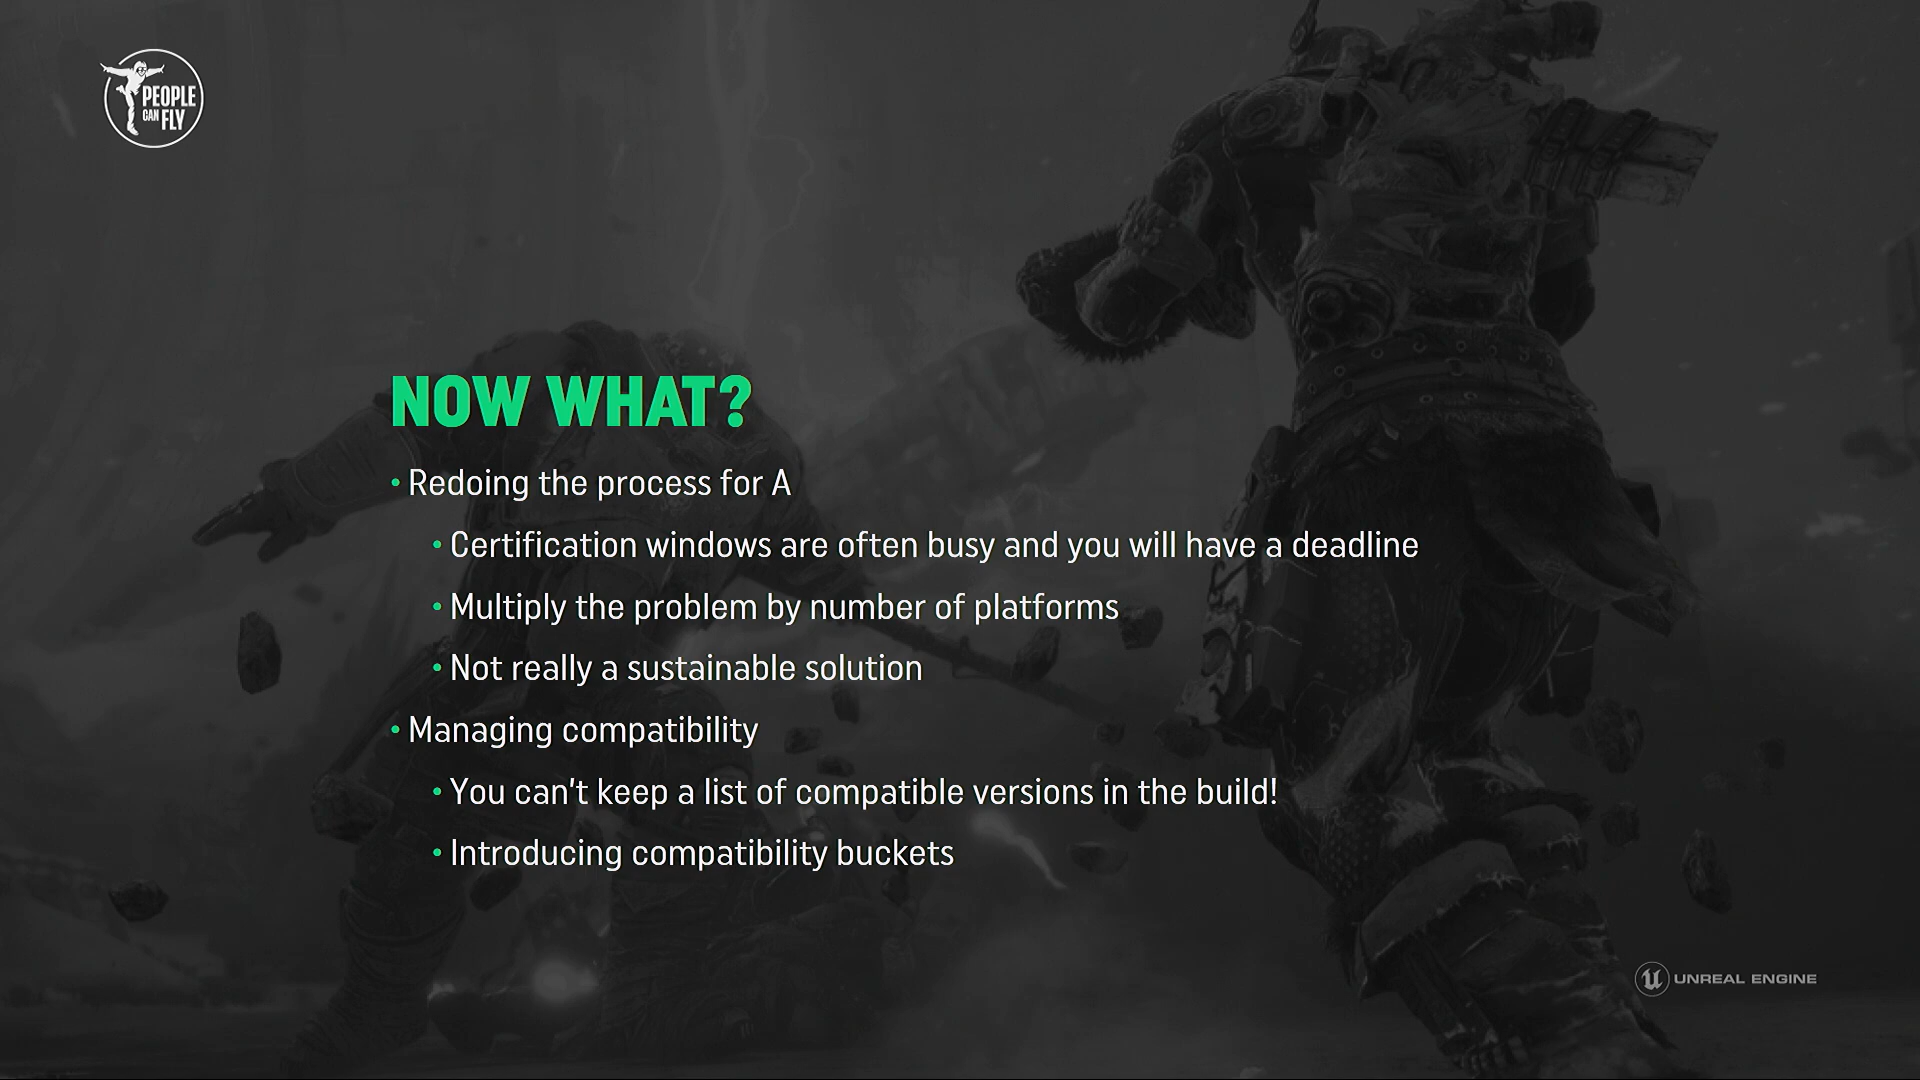 PEOPLE
CAN FLY
NOW WHAT?
• Redoing the process for A
• Certification windows are often busy and you will have a deadline
• Multiply the problem by number of platforms
• Not really a sustainable solution
• Managing compatibility
• You can't keep a list of compatible versions in the build!
• Introducing compatibility buckets
UNREAL ENGINE